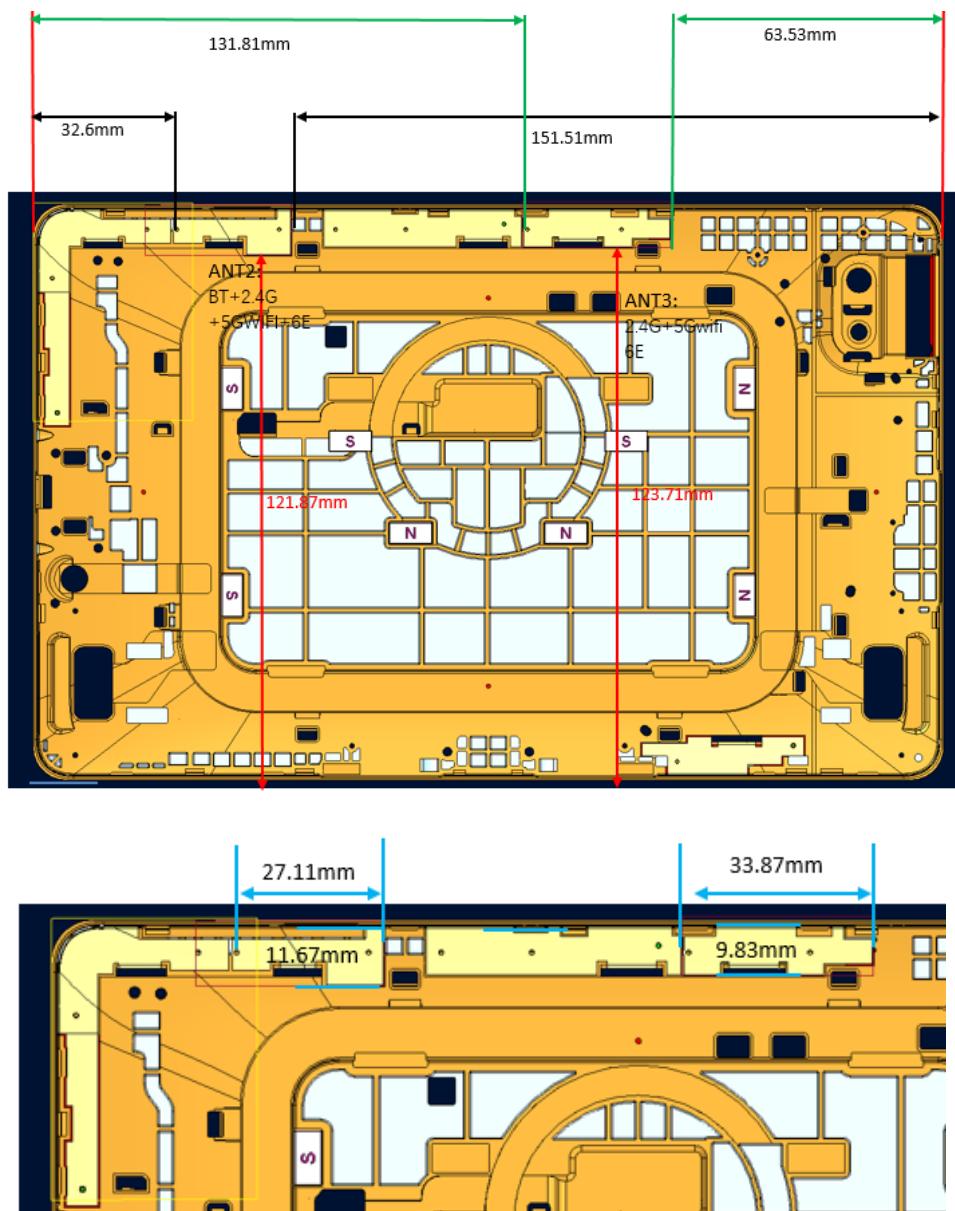 131.81mm
63.53mm
32.6mm
151.51mm
ANT2:
BT+2.4G
+5GWIFI+6E
ANT3:
2.4G+5Gwifi
6E
S
N
S
S
121.87mm
123.71mm
N
N
S
N
27.11mm
33.87mm
11.67mm
9.83mm
S